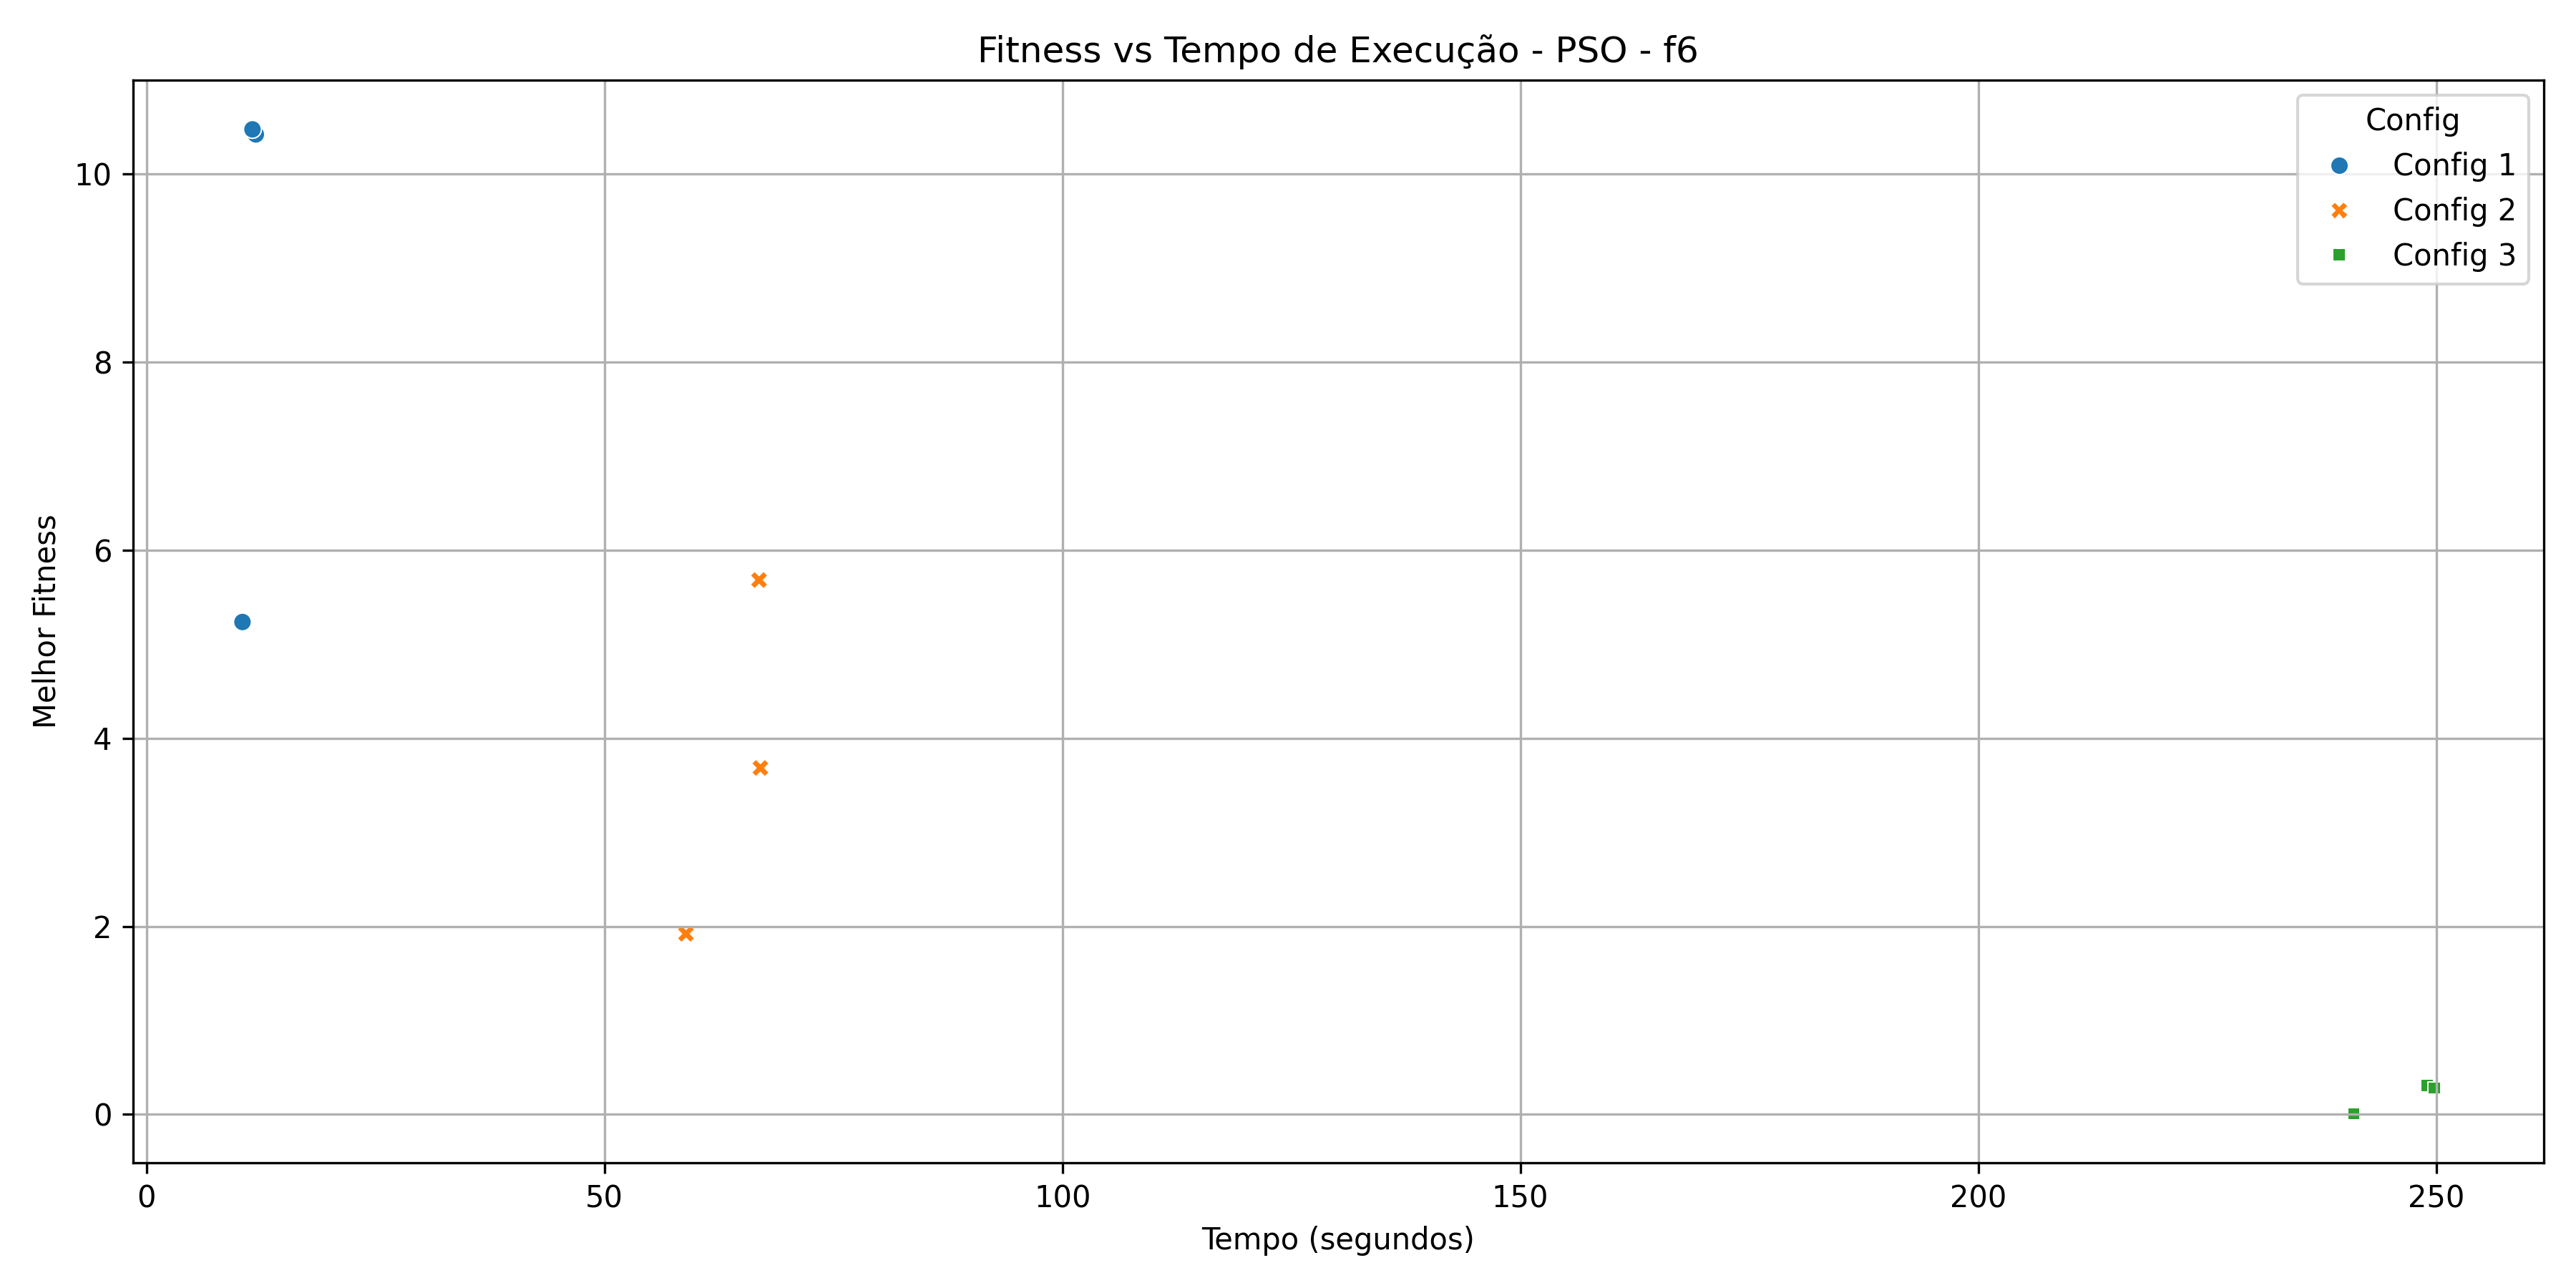 Fitness vs Tempo de Execução - PSO - f6
Config
Config 1
Config 2
Config 3
Melhor Fitness
10
8
6
4
2
0
0 50 100 150 200 250
Tempo (segundos)